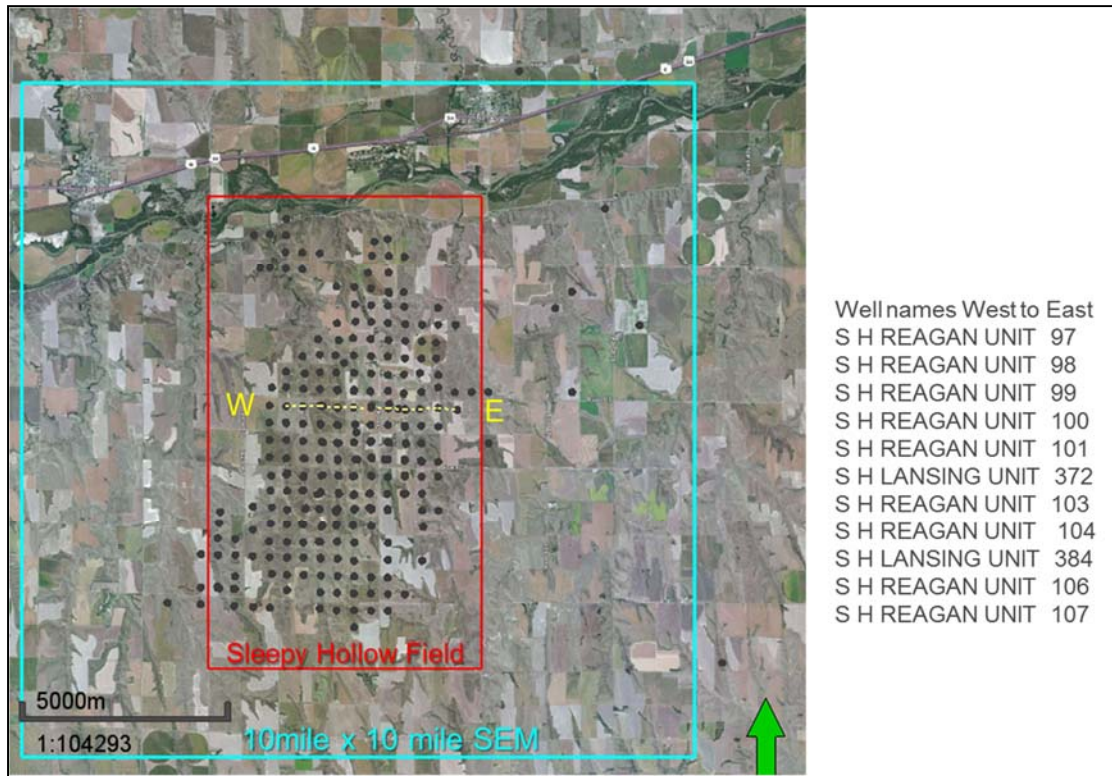 W
E
Sleepy Hollow Field
5000m
1:104293
10mile x 10 mile SEM
Well names West to East
S H REAGAN UNIT 97
S H REAGAN UNIT 98
S H REAGAN UNIT 99
S H REAGAN UNIT 100
S H REAGAN UNIT 101
S H LANSING UNIT 372
S H REAGAN UNIT 103
S H REAGAN UNIT 104
S H LANSING UNIT 384
S H REAGAN UNIT 106
S H REAGAN UNIT 107